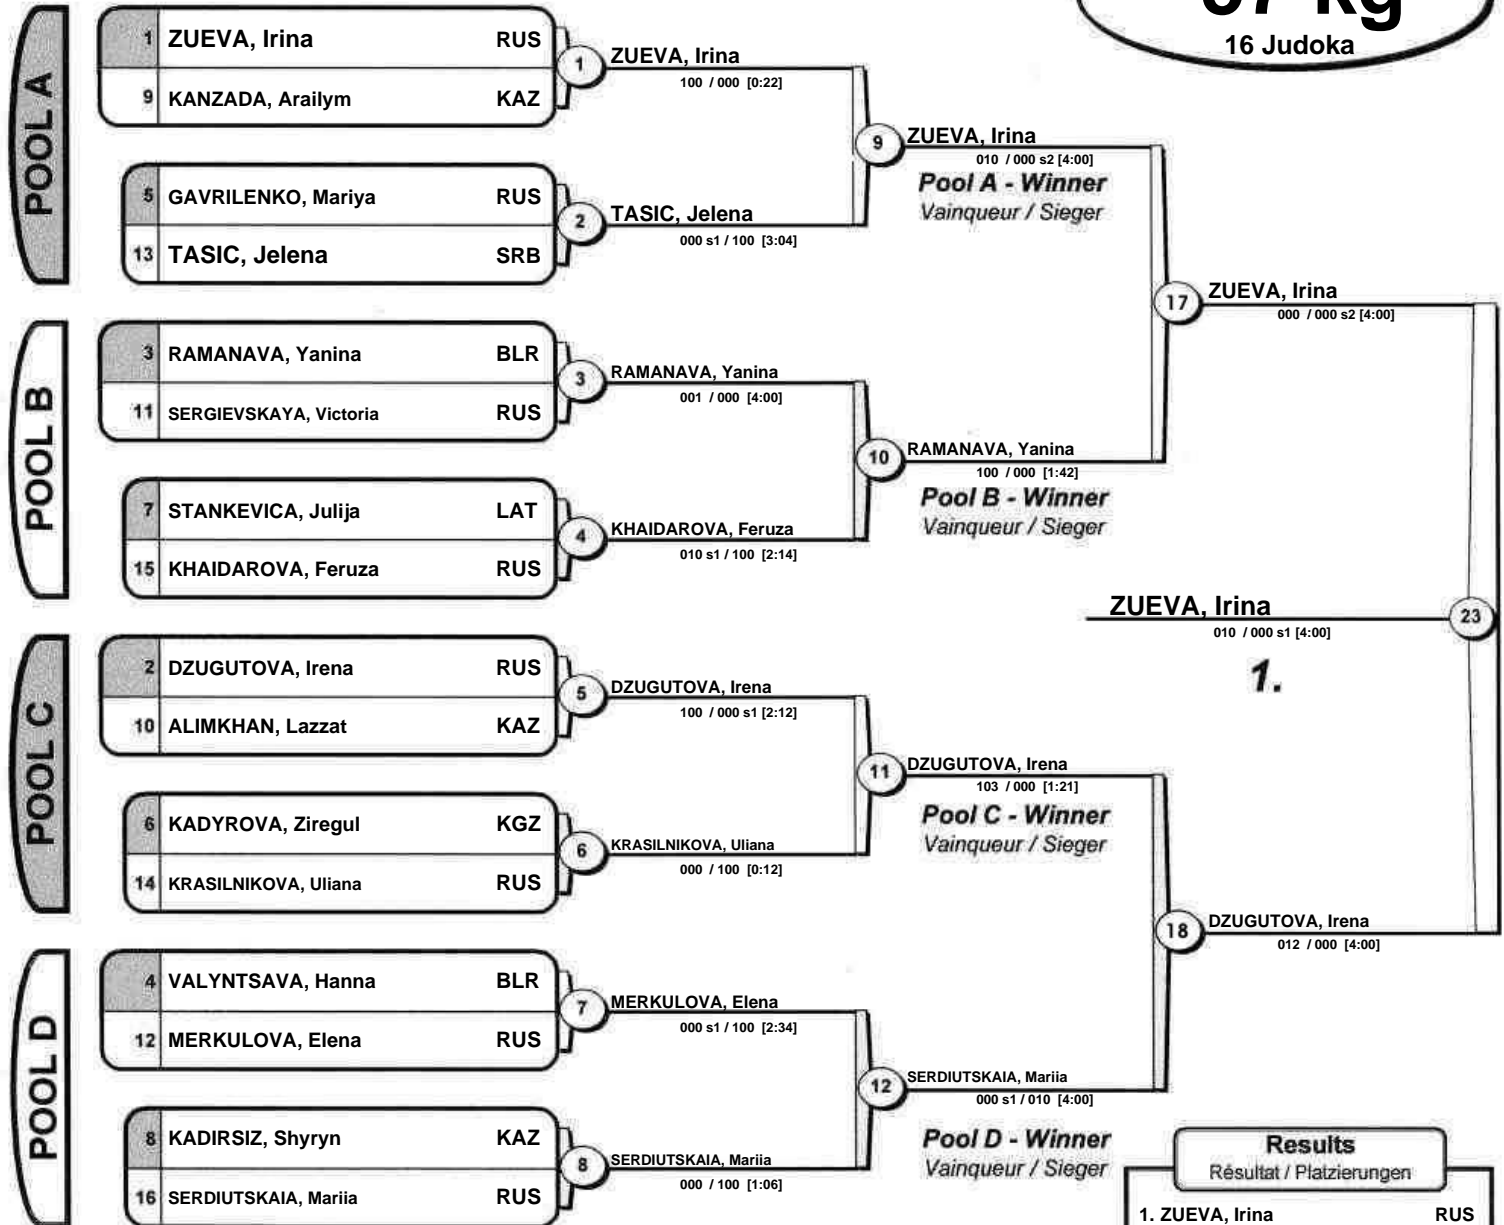 16 Judoka
POOL A
1 ZUEVA, Irina RUS
9 KANZADA, Arailym KAZ
5 GAVRILENKO, Mariya RUS
13 TASIC, Jelena SRB
1
ZUEVA, Irina
100 / 000 [0:22]
2
TASIC, Jelena
000 s1 / 100 [3:04]
9
ZUEVA, Irina
010 / 000 s2 [4:00]
Pool A - Winner
Vainqueur / Sieger
POOL B
3 RAMANAVA, Yanina BLR
11 SERGIEVSKAYA, Victoria RUS
7 STANKEVICA, Julija LAT
15 KHAIDAROVA, Feruza RUS
3
RAMANAVA, Yanina
001 / 000 [4:00]
4
KHAIDAROVA, Feruza
010 s1 / 100 [2:14]
10
RAMANAVA, Yanina
100 / 000 [1:42]
Pool B - Winner
Vainqueur / Sieger
17
ZUEVA, Irina
000 / 000 s2 [4:00]
POOL C
2 DZUGUTOVA, Irena RUS
10 ALIMKHAN, Lazzat KAZ
6 KADYROVA, Ziregul KGZ
14 KRASILNIKOVA, Uliana RUS
5
DZUGUTOVA, Irena
100 / 000 s1 [2:12]
6
KRASILNIKOVA, Uliana
000 / 100 [0:12]
11
DZUGUTOVA, Irena
103 / 000 [1:21]
Pool C - Winner
Vainqueur / Sieger
POOL D
4 VALYNTSAVA, Hanna BLR
12 MERKULOVA, Elena RUS
8 KADIRSIZ, Shyryn KAZ
16 SERDIUTSKAIA, Mariia RUS
7
MERKULOVA, Elena
000 s1 / 100 [2:34]
8
SERDIUTSKAIA, Mariia
000 / 100 [1:06]
12
SERDIUTSKAIA, Mariia
000 s1 / 010 [4:00]
Pool D - Winner
Vainqueur / Sieger
18
DZUGUTOVA, Irena
012 / 000 [4:00]
23
ZUEVA, Irina
010 / 000 s1 [4:00]
1.
Results
Résultat / Platzierungen
1. ZUEVA, Irina RUS